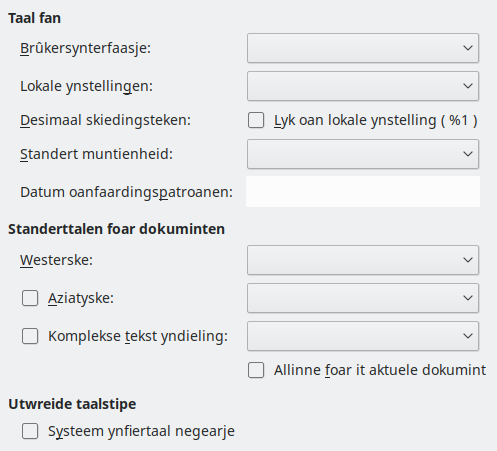 Taal fan
Brûkersynterfaasje:
Lokale ynstellingen:
Desimaal skiedingsteken: Lyk oan lokale ynstelling ( %1 )
Standert muntienheid:
Datum oanfaardingspatroanen:
Standerttalen foar dokuminten
Westerske:
Aziatyske:
Komplekse tekst yndieling:
Allinne foar it aktuele dokumint
Utwreide taalstipe
Systeem ynfiertaal negearje